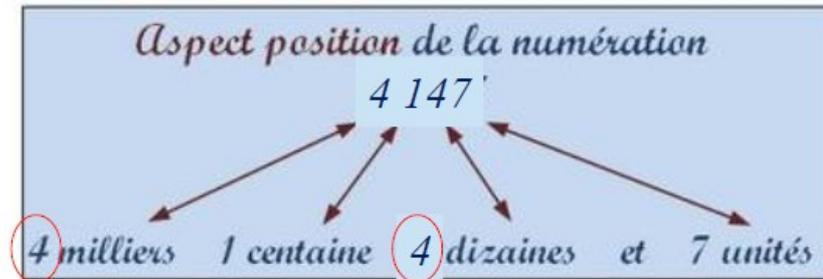 Aspect position de la numération
4 147
4 milliers 1 centaine 4 dizaines et 7 unités